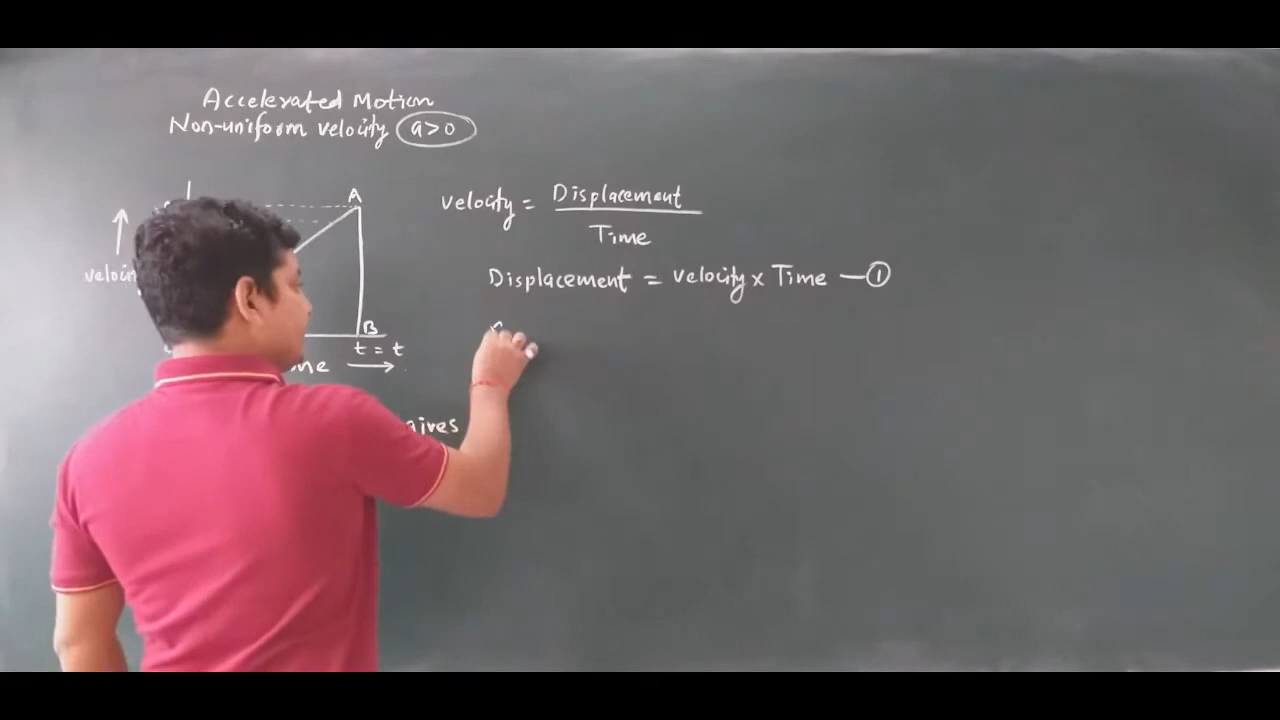 Accelerated Motion
Non-uniform velocity a>0
A
velocity = Displacement
Time
Displacement = velocity x Time — ①
B
t = t